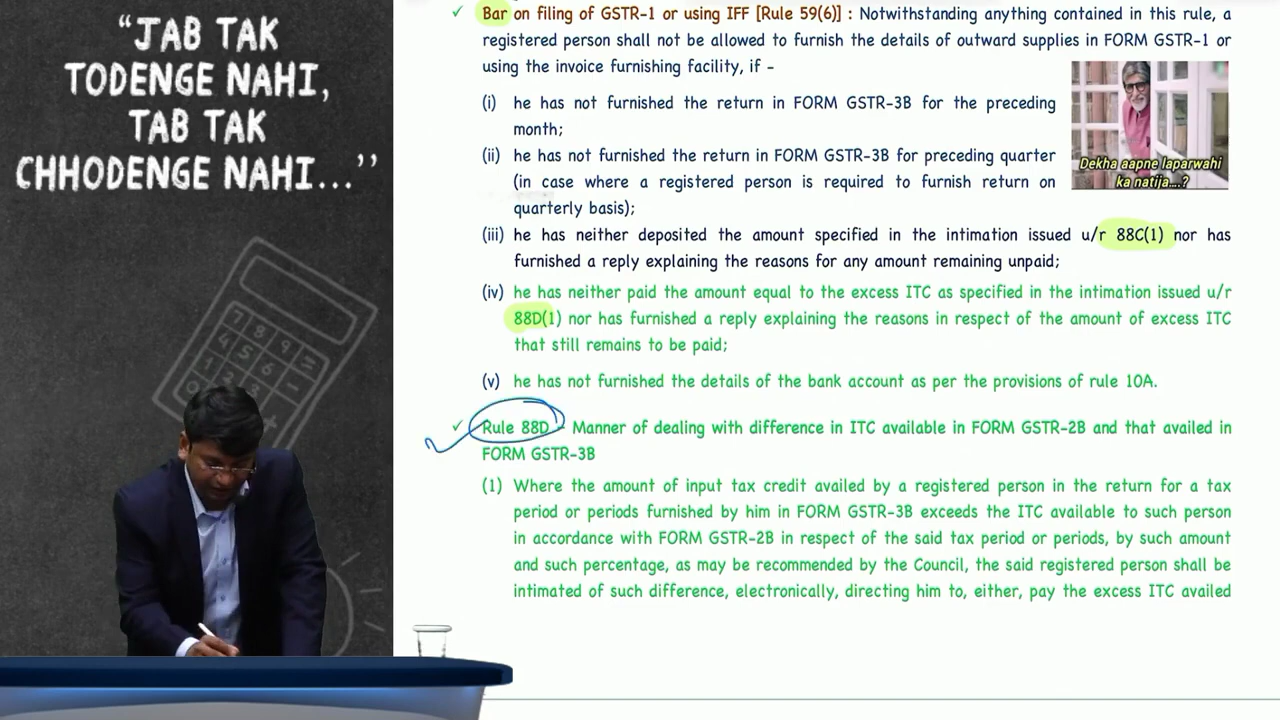 “JAB TAK
TODENGE NAHI,
TAB TAK
CHHODENGE NAHI...’’
✓ Bar on filing of GSTR-1 or using IFF [Rule 59(6)] : Notwithstanding anything contained in this rule, a
registered person shall not be allowed to furnish the details of outward supplies in FORM GSTR-1 or
using the invoice furnishing facility, if –
(i) he has not furnished the return in FORM GSTR-3B for the preceding
month;
(ii) he has not furnished the return in FORM GSTR-3B for preceding quarter
(in case where a registered person is required to furnish return on
quarterly basis);
Dekha aapne laparwahi
ka natija....?
(iii) he has neither deposited the amount specified in the intimation issued u/r 88C(1) nor has
furnished a reply explaining the reasons for any amount remaining unpaid;
(iv) he has neither paid the amount equal to the excess ITC as specified in the intimation issued u/r
88D(1) nor has furnished a reply explaining the reasons in respect of the amount of excess ITC
that still remains to be paid;
(v) he has not furnished the details of the bank account as per the provisions of rule 10A.
✓ Rule 88D – Manner of dealing with difference in ITC available in FORM GSTR-2B and that availed in
FORM GSTR-3B
(1) Where the amount of input tax credit availed by a registered person in the return for a tax
period or periods furnished by him in FORM GSTR-3B exceeds the ITC available to such person
in accordance with FORM GSTR-2B in respect of the said tax period or periods, by such amount
and such percentage, as may be recommended by the Council, the said registered person shall be
intimated of such difference, electronically, directing him to, either, pay the excess ITC availed